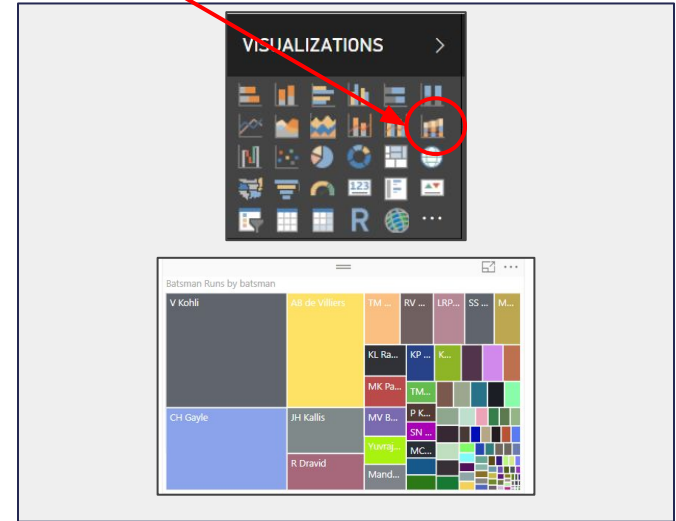 VISUALIZATIONS >
123
R
...
...
Batsman Runs by batsman
V Kohli
AB de Villiers
TM ...
RV ...
LRP...
SS ...
M...
KL Ra...
KP ...
K...
MK Pa...
TM...
CH Gayle
JH Kallis
MV B...
P K...
SN ...
Yuvraj...
MC...
R Dravid
Mand...